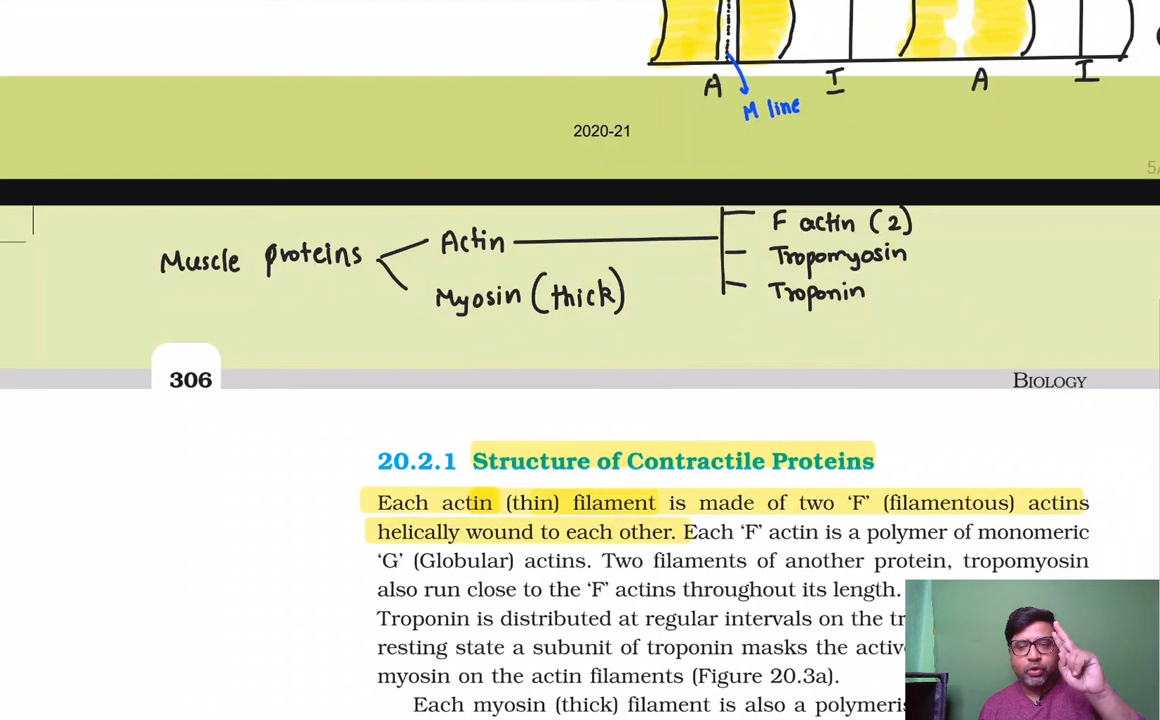 A I A I
M line
2020-21
5/
F actin (2)
Muscle proteins Actin Tropomyosin
Myosin (thick) Troponin
306 BIOLOGY
20.2.1 Structure of Contractile Proteins
Each actin (thin) filament is made of two ‘F’ (filamentous) actins
helically wound to each other. Each ‘F’ actin is a polymer of monomeric
‘G’ (Globular) actins. Two filaments of another protein, tropomyosin
also run close to the ‘F’ actins throughout its length.
Troponin is distributed at regular intervals on the
resting state a subunit of troponin masks the
myosin on the actin filaments (Figure 20.3a).
Each myosin (thick) filament is also a